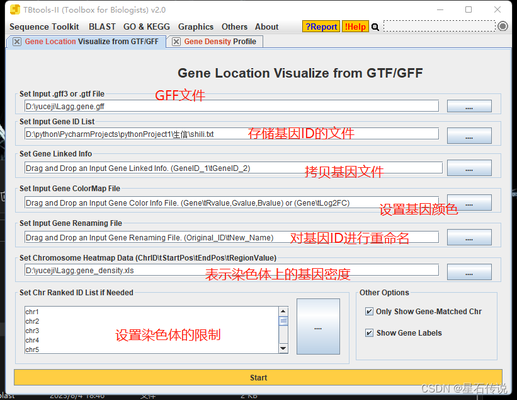 TBtools-II (Toolbox for Biologists) v2.0
Sequence Toolkit BLAST GO & KEGG Graphics Others About ?Report !Help
Gene Location Visualize from GTF/GFF Gene Density Profile
Gene Location Visualize from GTF/GFF
Set Input .gff3 or .gtf File
GFF文件
D:\yuceji\Lagg.gene.gff ....
Set Input Gene ID List
D:\python\PycharmProjects\pythonProject1\生信\shili.txt ....
存储基因ID的文件
Set Gene Linked Info
Drag and Drop an Input Gene Linked Info. (GeneID_1\tGeneID_2) ....
拷贝基因文件
Set Input Gene ColorMap File
Drag and Drop an Input Gene Color Info File. (Gene\tRvalue,Gvalue,Bvalue) or (Gene\tLog2FC) ....
设置基因颜色
Set Input Gene Renaming File
Drag and Drop an Input Gene Renaming File. (Original_ID\tNew_Name) ....
对基因ID进行重命名
Set Chromosome Heatmap Data (ChrID\tStartPos\tEndPos\tRegionValue)
D:\yuceji\Lagg.gene_density.xls ....
表示染色体上的基因密度
Set Chr Ranked ID List if Needed
chr1
chr2
chr3
chr4
chr5
设置染色体的限制
....
Other Options
Only Show Gene-Matched Chr
Show Gene Labels
Start
CSDN @星石传说
blast 2023/8/4 18:40 文件 2 KB